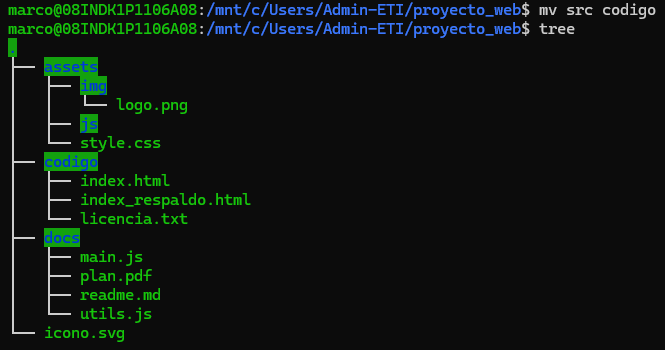 marco@08INDK1P1106A08:/mnt/c/Users/Admin-ETI/proyecto_web$ mv src codigo
marco@08INDK1P1106A08:/mnt/c/Users/Admin-ETI/proyecto_web$ tree
.
├── assets
│   ├── img
│   │   └── logo.png
│   ├── js
│   └── style.css
├── codigo
│   ├── index.html
│   ├── index_respaldo.html
│   └── licencia.txt
├── docs
│   ├── main.js
│   ├── plan.pdf
│   ├── readme.md
│   └── utils.js
└── icono.svg